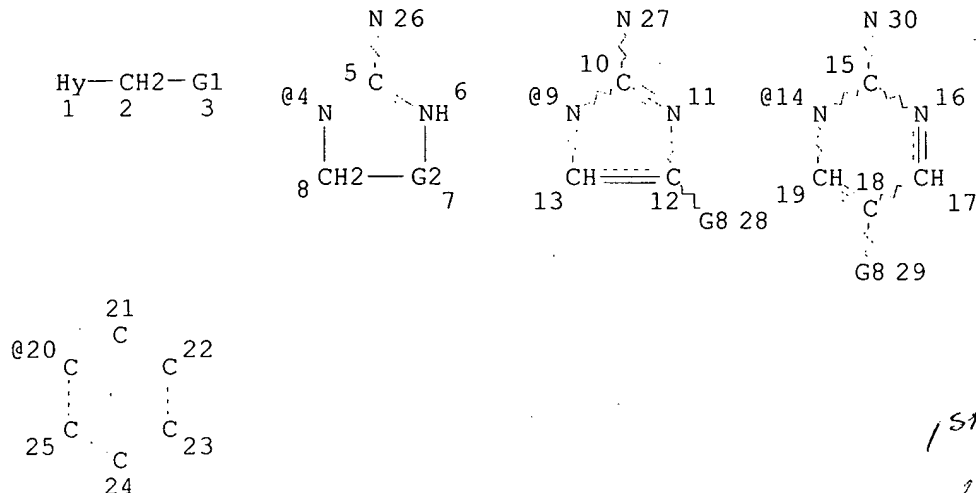 N 26 N 27 N 30
5 10 15
Hy CH2 G1 C C C
1 2 3 @4 6 @9 11 @14 16
N NH N N N N
CH2 G2 CH C CH 18 CH
8 7 13 12 19 C 17
G8 28
G8 29
21
C
@20 C C 22
25 C C 23
C
24